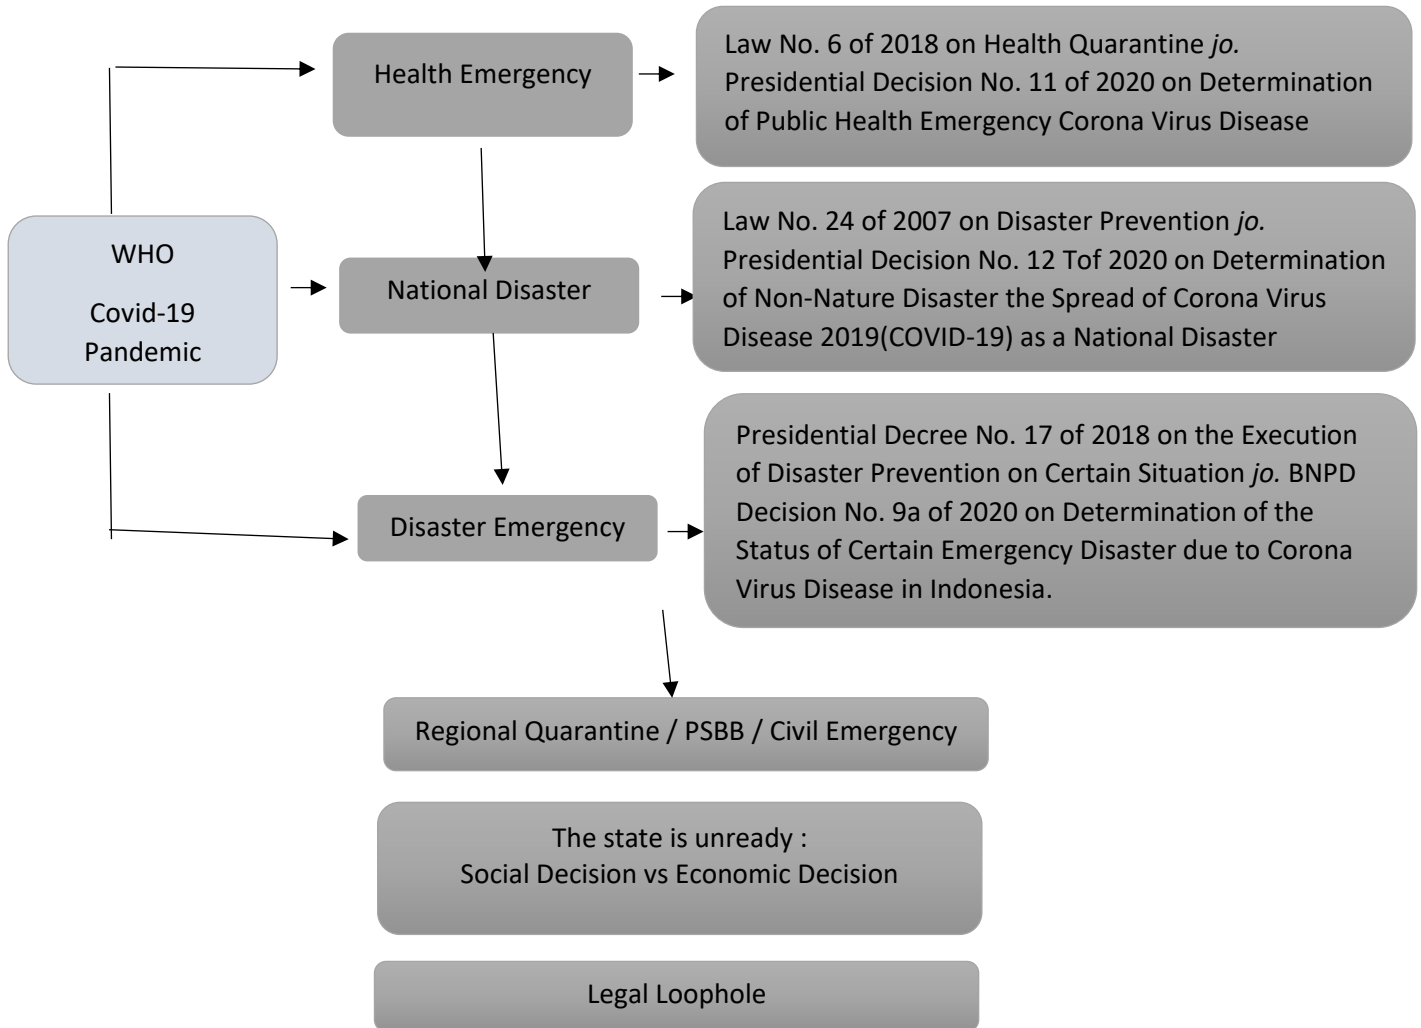 WHO
Covid-19
Pandemic
Health Emergency
Law No. 6 of 2018 on Health Quarantine jo.
Presidential Decision No. 11 of 2020 on Determination
of Public Health Emergency Corona Virus Disease
National Disaster
Law No. 24 of 2007 on Disaster Prevention jo.
Presidential Decision No. 12 Tof 2020 on Determination
of Non-Nature Disaster the Spread of Corona Virus
Disease 2019(COVID-19) as a National Disaster
Disaster Emergency
Presidential Decree No. 17 of 2018 on the Execution
of Disaster Prevention on Certain Situation jo. BNPD
Decision No. 9a of 2020 on Determination of the
Status of Certain Emergency Disaster due to Corona
Virus Disease in Indonesia.
Regional Quarantine / PSBB / Civil Emergency
The state is unready :
Social Decision vs Economic Decision
Legal Loophole